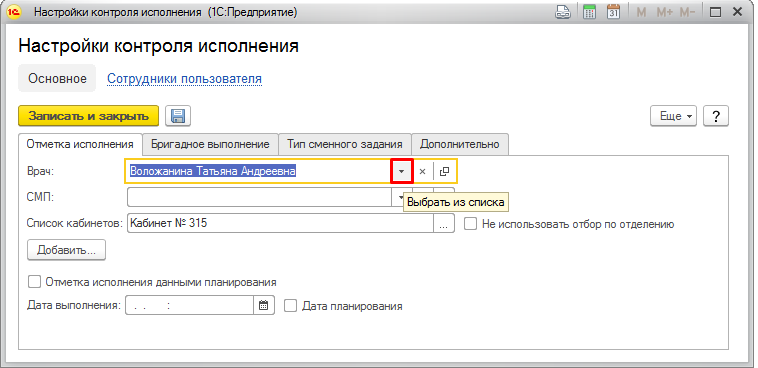 1С Настройки контроля исполнения (1С:Предприятие) 31 M M+ M-
Настройки контроля исполнения
Основное Сотрудники пользователя
Записать и закрыть Еще ?
Отметка исполнения Бригадное выполнение Тип сменного задания Дополнительно
Врач: Воложанина Татьяна Андреевна
СМП: Выбрать из списка
Список кабинетов: Кабинет № 315 ... Не использовать отбор по отделению
Добавить...
Отметка исполнения данными планирования
Дата выполнения: . . : Дата планирования